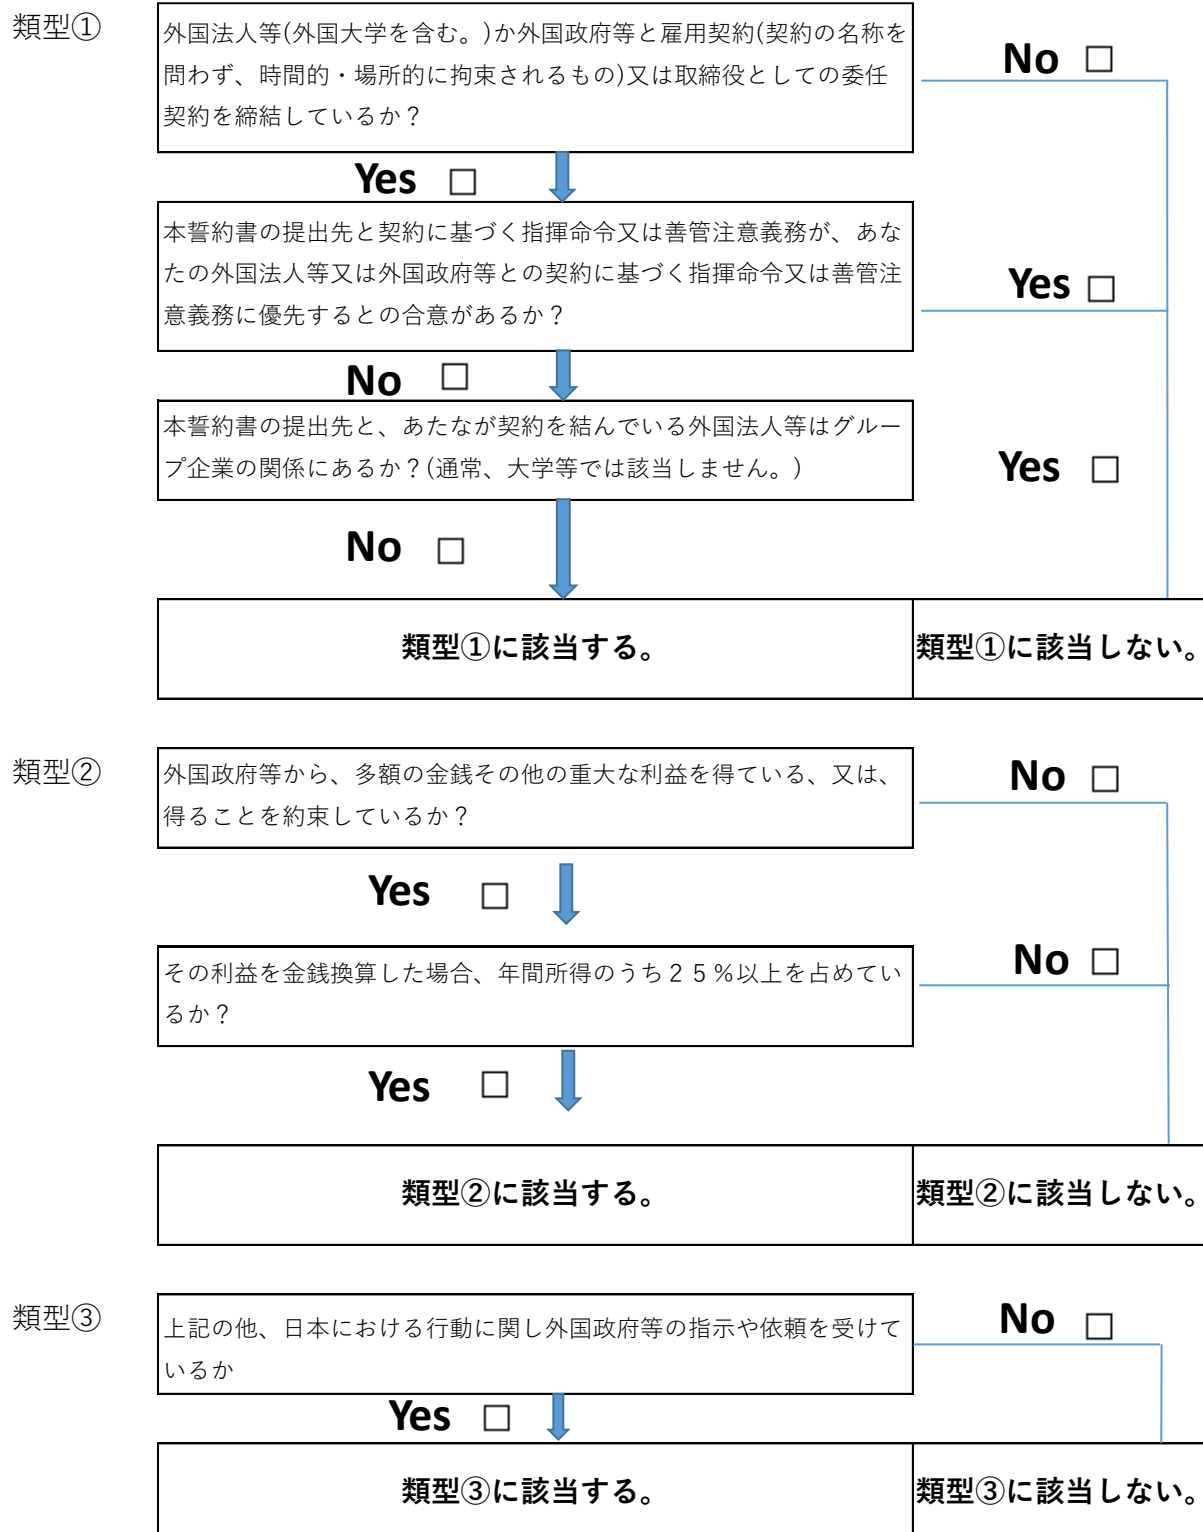 類型①
外国法人等(外国大学を含む。)か外国政府等と雇用契約(契約の名称を
問わず、時間的・場所的に拘束されるもの)又は取締役としての委任
契約を締結しているか？
No □
Yes □
本誓約書の提出先と契約に基づく指揮命令又は善管注意義務が、あな
たの外国法人等又は外国政府等との契約に基づく指揮命令又は善管注
意義務に優先するとの合意があるか？
Yes □
No □
本誓約書の提出先と、あたなが契約を結んでいる外国法人等はグルー
プ企業の関係にあるか？(通常、大学等では該当しません。)
Yes □
No □
類型①に該当する。
類型①に該当しない。
類型②
外国政府等から、多額の金銭その他の重大な利益を得ている、又は、
得ることを約束しているか？
No □
Yes □
その利益を金銭換算した場合、年間所得のうち２５％以上を占めてい
るか？
No □
Yes □
類型②に該当する。
類型②に該当しない。
類型③
上記の他、日本における行動に関し外国政府等の指示や依頼を受けて
いるか
No □
Yes □
類型③に該当する。
類型③に該当しない。